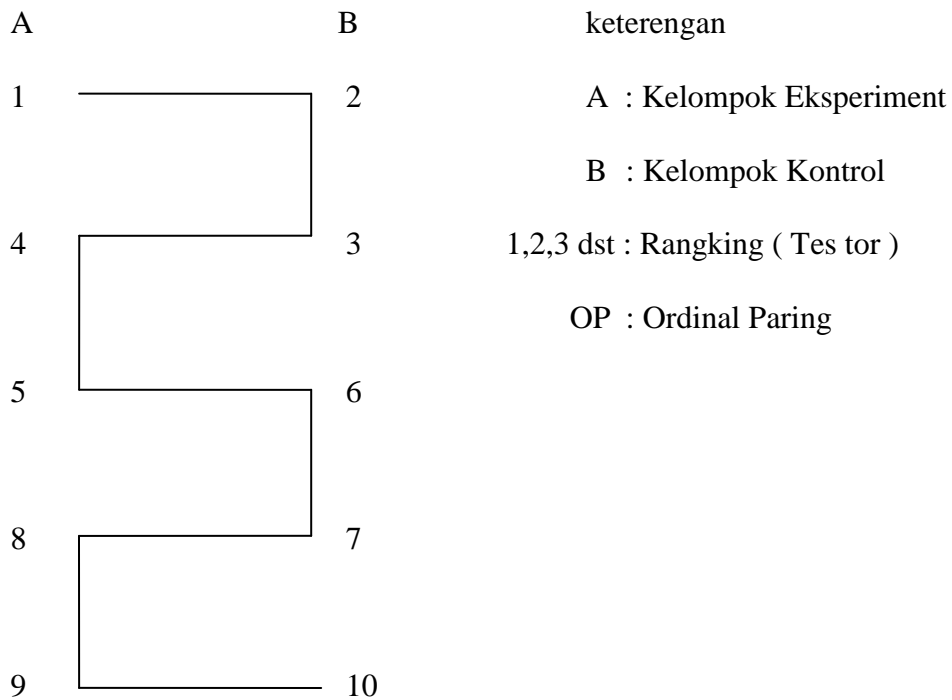 A B keterengan
1 2 A : Kelompok Eksperiment
B : Kelompok Kontrol
4 3 1,2,3 dst : Rangking ( Tes tor )
OP : Ordinal Paring
5 6
8 7
9 10